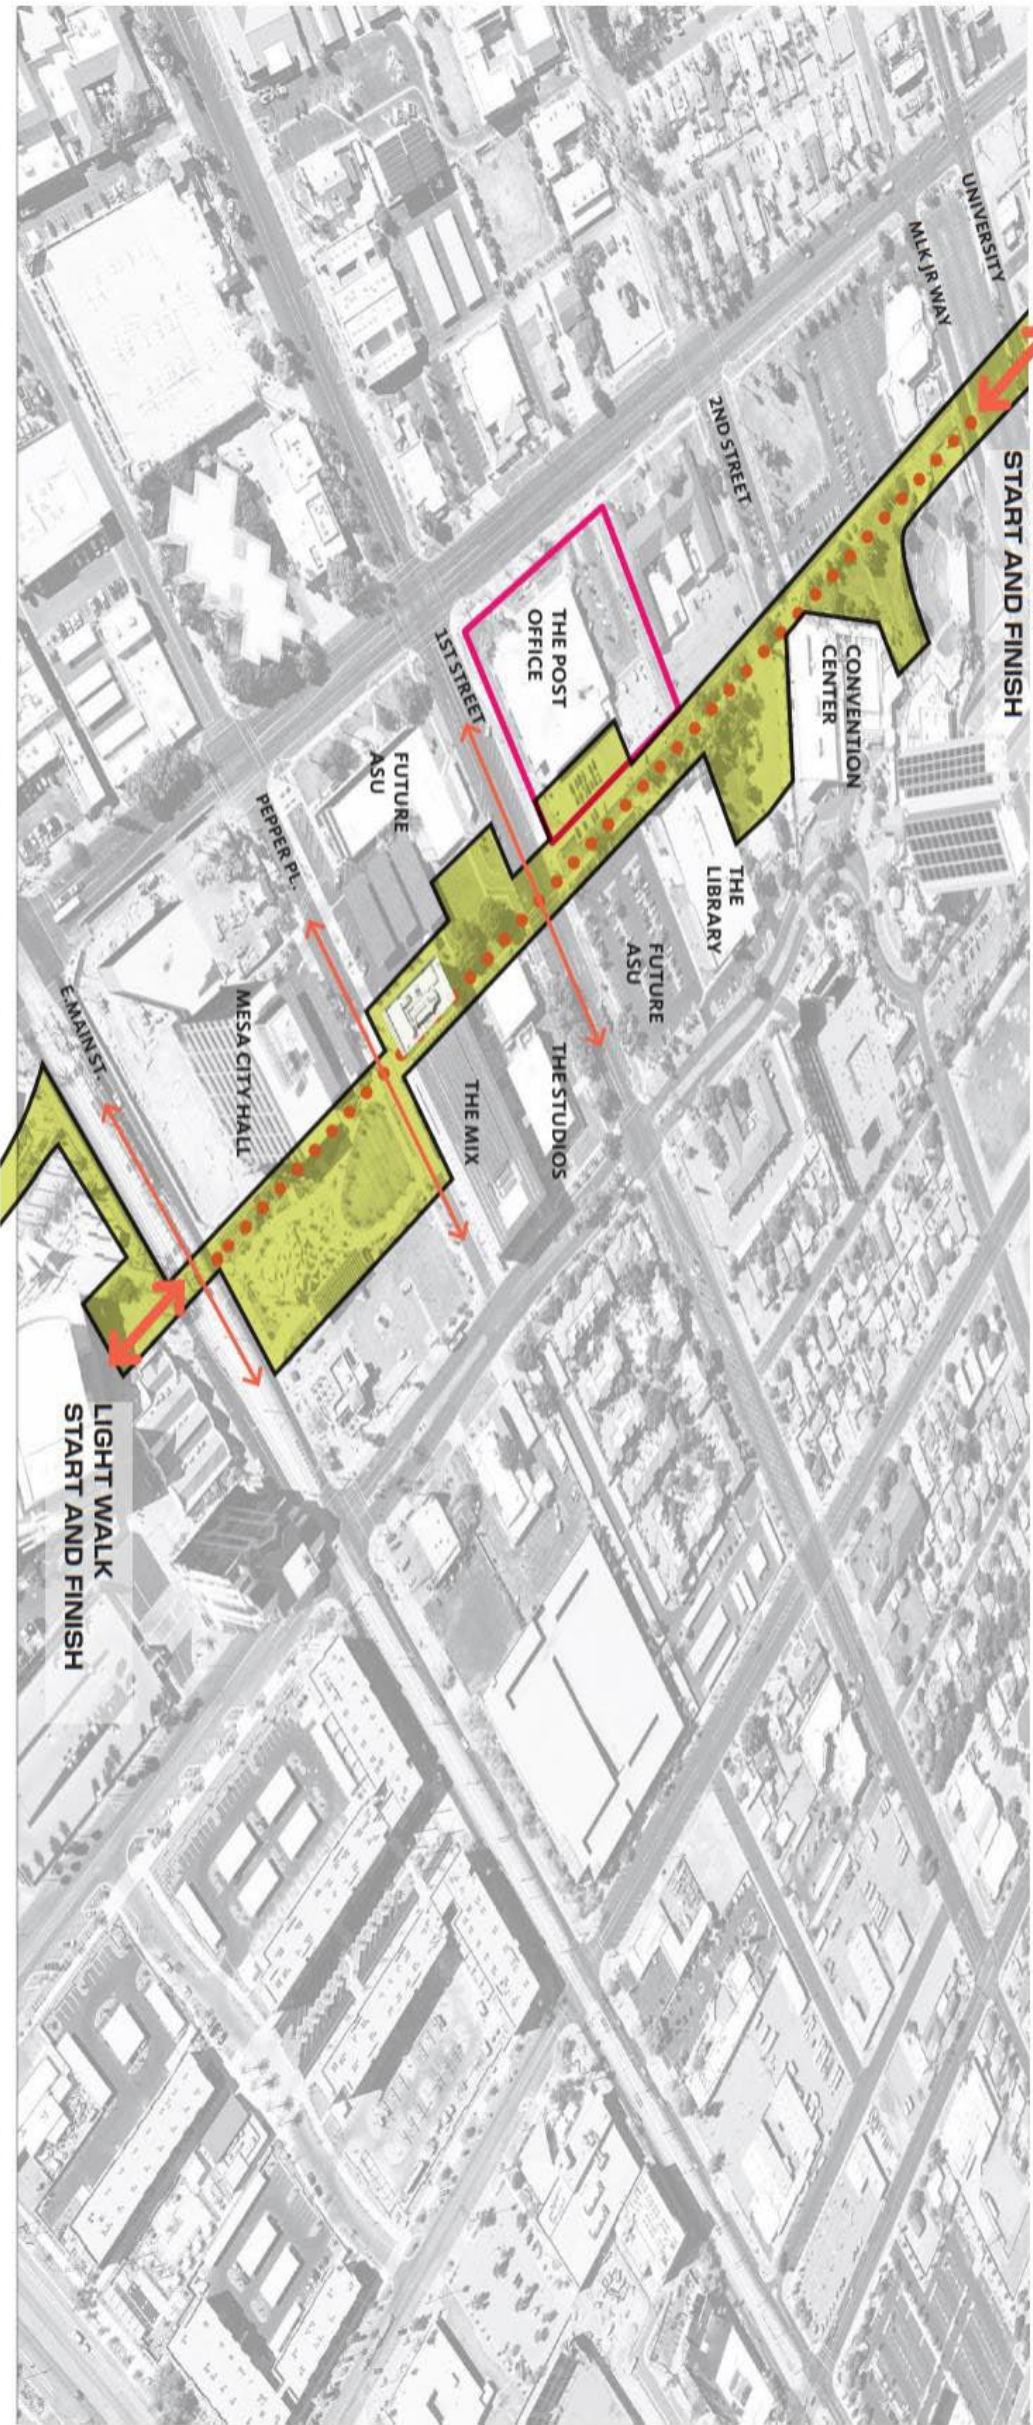 UNIVERSITY
MLK JR WAY
START AND FINISH
2ND STREET
CONVENTION
CENTER
THE POST
OFFICE
1ST STREET
THE
LIBRARY
FUTURE
ASU
FUTURE
ASU
PEPPER PL.
THE STUDIOS
THE MIX
MESA CITY HALL
E.MAIN ST.
LIGHT WALK
START AND FINISH